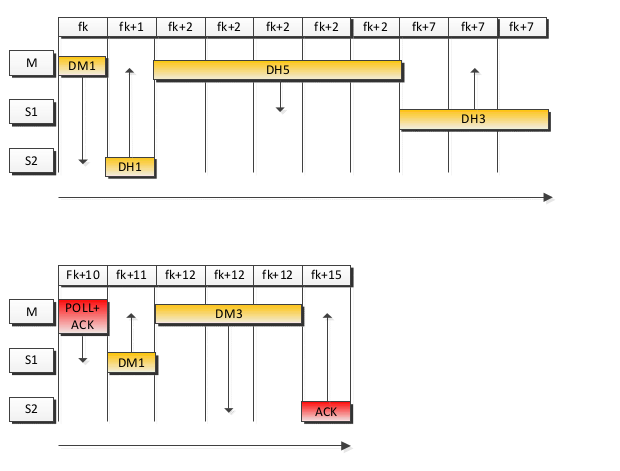 fk fk+1 fk+2 fk+2 fk+2 fk+2 fk+2 fk+7 fk+7 fk+7
M DM1 DH5
S1 DH3
S2 DH1
Fk+10 fk+11 fk+12 fk+12 fk+12 fk+15
M POLL+
ACK DM3
S1 DM1
S2 ACK